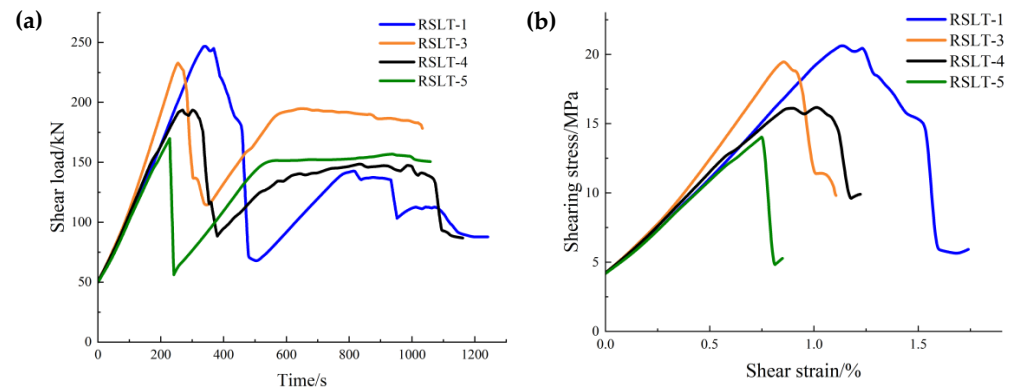 (a)
RSLT-1
RSLT-3
RSLT-4
RSLT-5
Shear load/kN
250
200
150
100
50
0
0
200
400
600
800
1000
1200
Time/s
(b)
RSLT-1
RSLT-3
RSLT-4
RSLT-5
Shearing stress/MPa
20
15
10
5
0
0.0
0.5
1.0
1.5
Shear strain/%